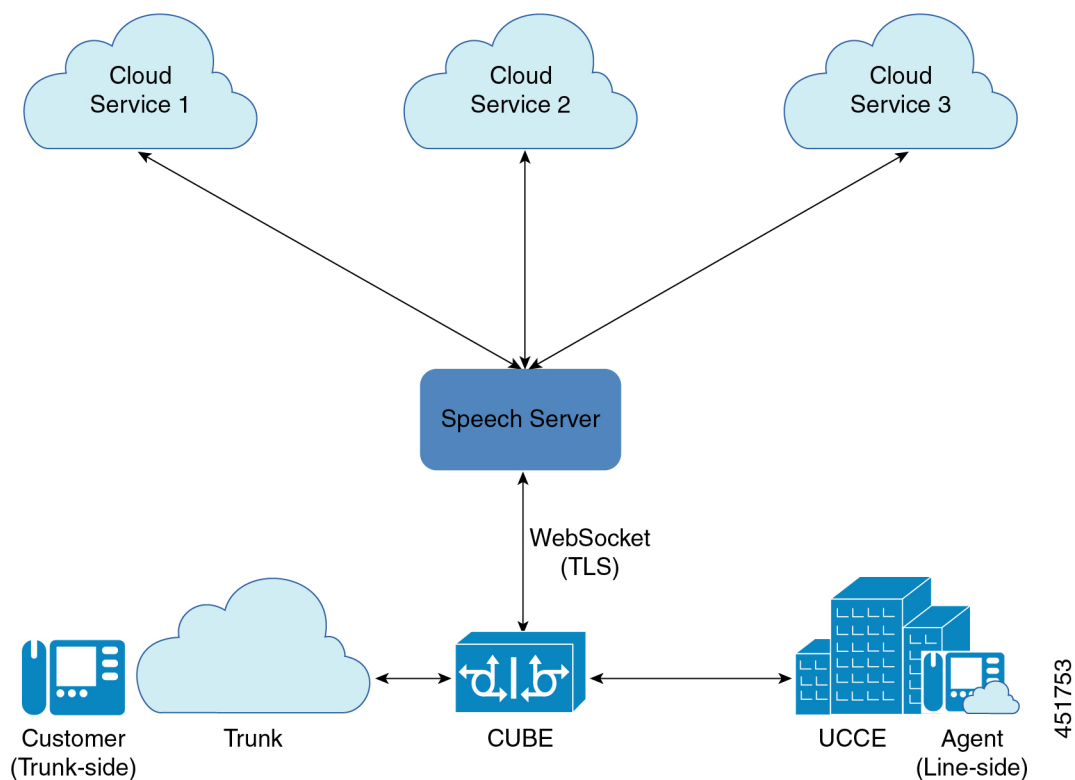 Cloud
Service 1
Cloud
Service 2
Cloud
Service 3
Speech Server
WebSocket
(TLS)
Customer
(Trunk-side)
Trunk
CUBE
UCCE
Agent
(Line-side)
451753